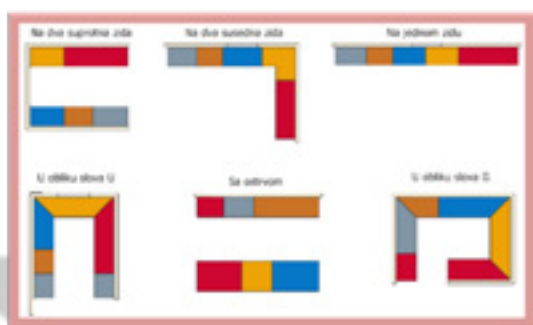 Na dva suprotna zida
Na dva susedna zida
Na jednom zidu
U obliku slova U
Sa ostrvom
U obliku slova G